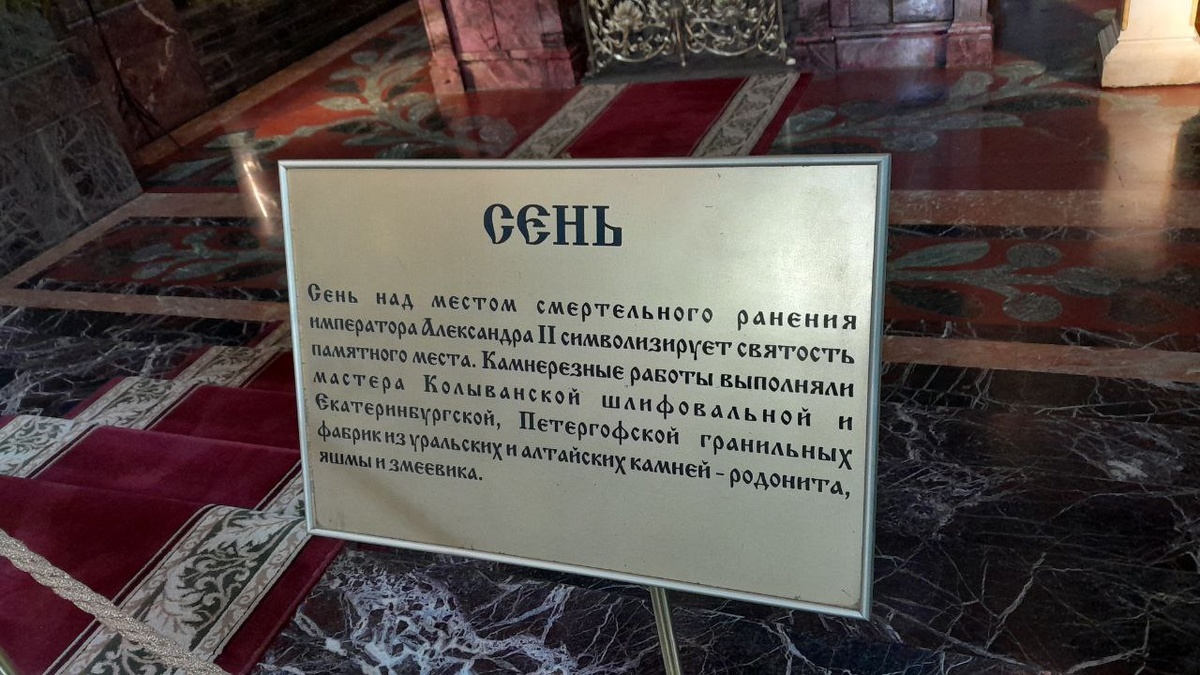 СЕНЬ
Сень над местом смертельного ранения
императора Александра II символизирует святость
памятного места. Камнерезные работы выполняли
мастера Колыванской шлифовальной и
Екатеринбургской, Петергофской гранильных
фабрик из уральских и алтайских камней - родонита,
яшмы и змеевика.